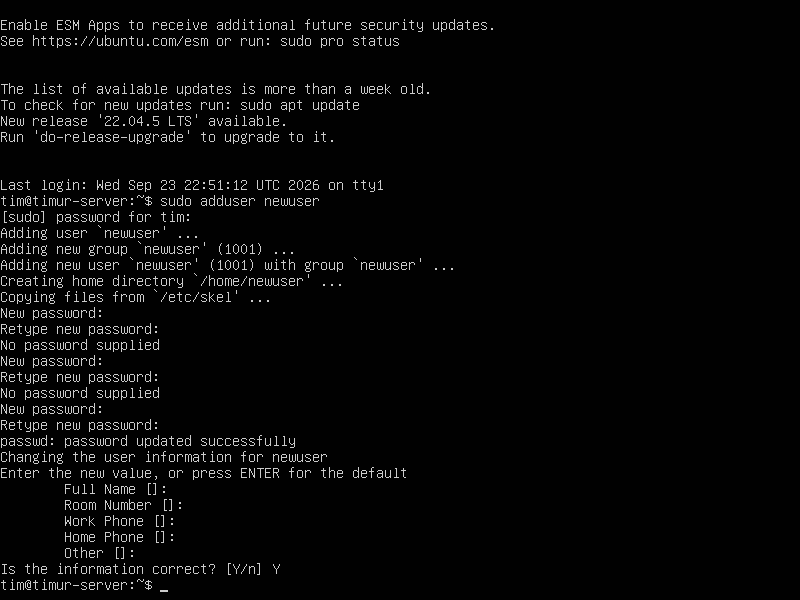 Enable ESM Apps to receive additional future security updates.
See https://ubuntu.com/esm or run: sudo pro status
The list of available updates is more than a week old.
To check for new updates run: sudo apt update
New release '22.04.5 LTS' available.
Run 'do-release-upgrade' to upgrade to it.
Last login: Wed Sep 23 22:51:12 UTC 2026 on tty1
tim@timur-server:~$ sudo adduser newuser
[sudo] password for tim:
Adding user `newuser' ...
Adding new group `newuser' (1001) ...
Adding new user `newuser' (1001) with group `newuser' ...
Creating home directory `/home/newuser' ...
Copying files from `/etc/skel' ...
New password:
Retype new password:
No password supplied
New password:
Retype new password:
No password supplied
New password:
Retype new password:
passwd: password updated successfully
Changing the user information for newuser
Enter the new value, or press ENTER for the default
Full Name []:
Room Number []:
Work Phone []:
Home Phone []:
Other []:
Is the information correct? [Y/n] Y
tim@timur-server:~$ _